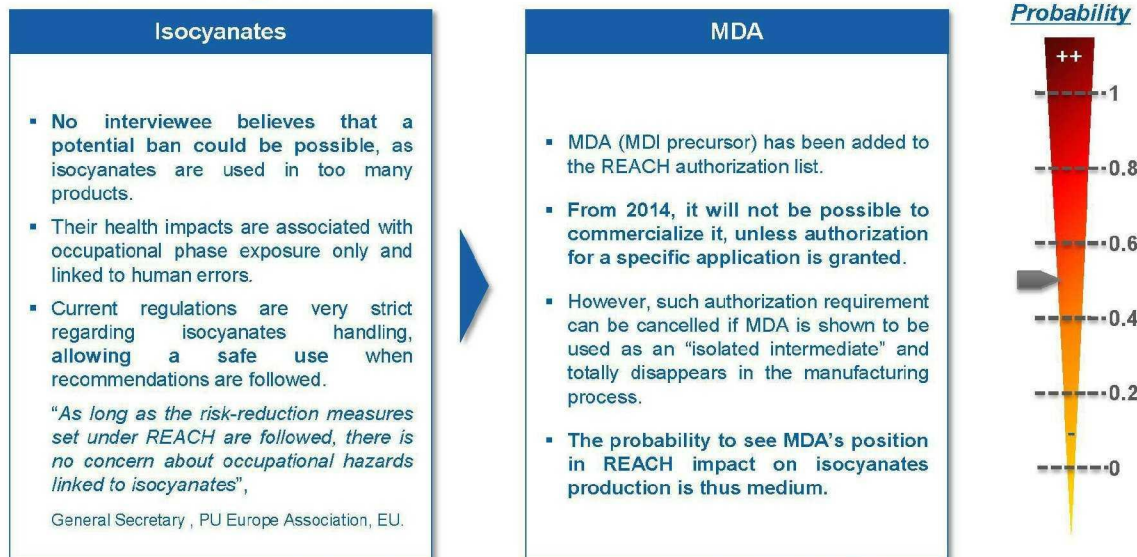 Isocyanates
▪ No interviewee believes that a
potential ban could be possible, as
isocyanates are used in too many
products.
▪ Their health impacts are associated with
occupational phase exposure only and
linked to human errors.
▪ Current regulations are very strict
regarding isocyanates handling,
allowing a safe use when
recommendations are followed.
“As long as the risk-reduction measures
set under REACH are followed, there is
no concern about occupational hazards
linked to isocyanates”,
General Secretary , PU Europe Association, EU.
MDA
▪ MDA (MDI precursor) has been added to
the REACH authorization list.
▪ From 2014, it will not be possible to
commercialize it, unless authorization
for a specific application is granted.
▪ However, such authorization requirement
can be cancelled if MDA is shown to be
used as an “isolated intermediate” and
totally disappears in the manufacturing
process.
▪ The probability to see MDA’s position
in REACH impact on isocyanates
production is thus medium.
Probability
++
1
0.8
0.6
0.4
0.2
-
0